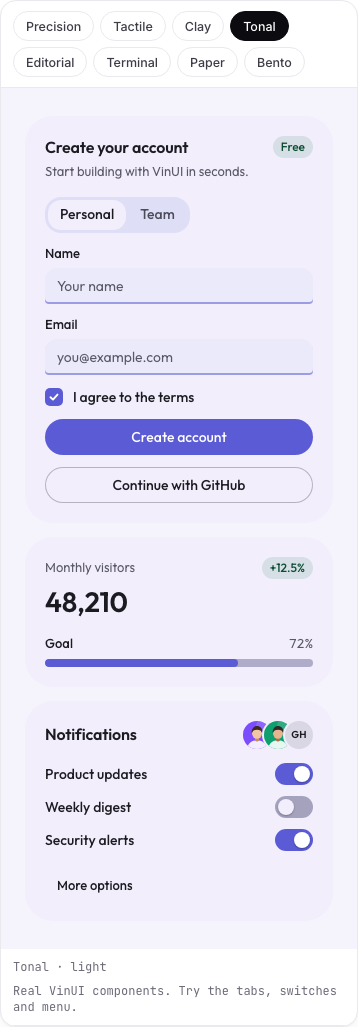 Precision Tactile Clay Tonal
Editorial Terminal Paper Bento
Create your account Free
Start building with VinUI in seconds.
Personal Team
Name
Your name
Email
you@example.com
I agree to the terms
Create account
Continue with GitHub
Monthly visitors +12.5%
48,210
Goal 72%
Notifications GH
Product updates
Weekly digest
Security alerts
More options
Tonal · light
Real VinUI components. Try the tabs, switches
and menu.